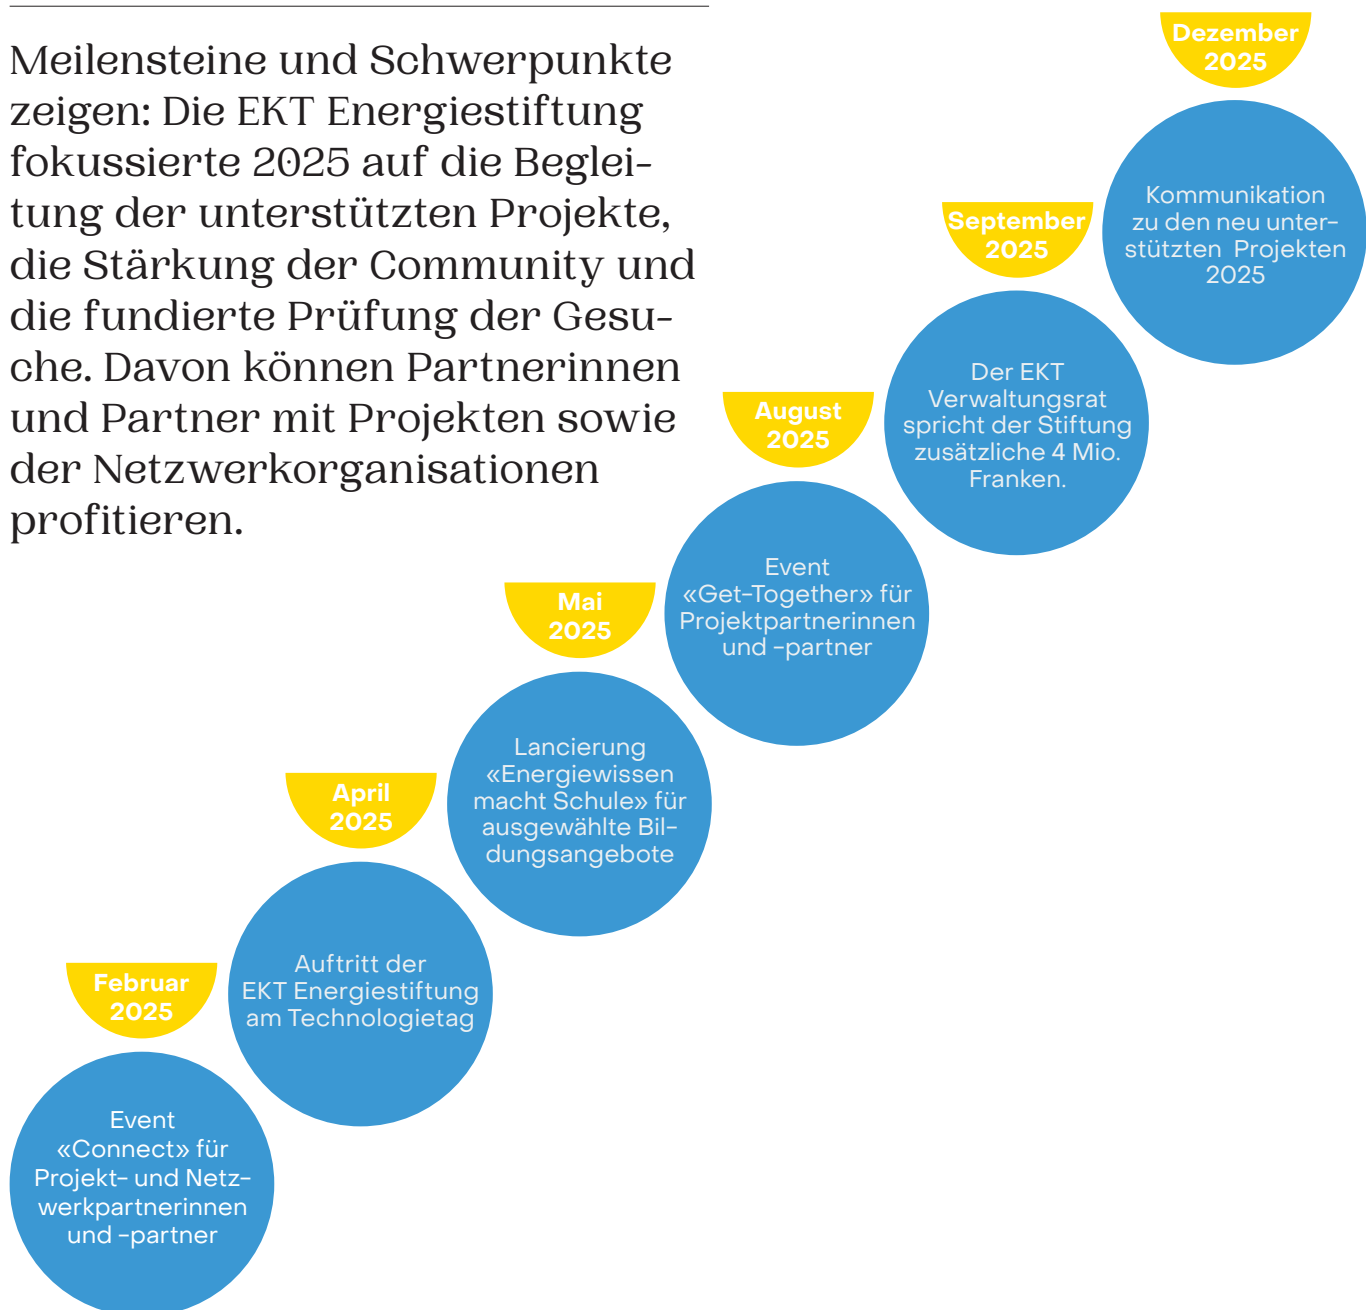 Meilensteine und Schwerpunkte
zeigen: Die EKT Energiestiftung
fokussierte 2025 auf die Beglei-
tung der unterstützten Projekte,
die Stärkung der Community und
die fundierte Prüfung der Gesu-
che. Davon können Partnerinnen
und Partner mit Projekten sowie
der Netzwerkorganisationen
profitieren.
Februar
2025
Event
«Connect» für
Projekt- und Netz-
werkpartnerinnen
und -partner
April
2025
Auftritt der
EKT Energiestiftung
am Technologietag
Mai
2025
Lancierung
«Energiewissen
macht Schule» für
ausgewählte Bil-
dungsangebote
August
2025
Event
«Get-Together» für
Projektpartnerinnen
und -partner
September
2025
Der EKT
Verwaltungsrat
spricht der Stiftung
zusätzliche 4 Mio.
Franken.
Dezember
2025
Kommunikation
zu den neu unter-
stützten Projekten
2025